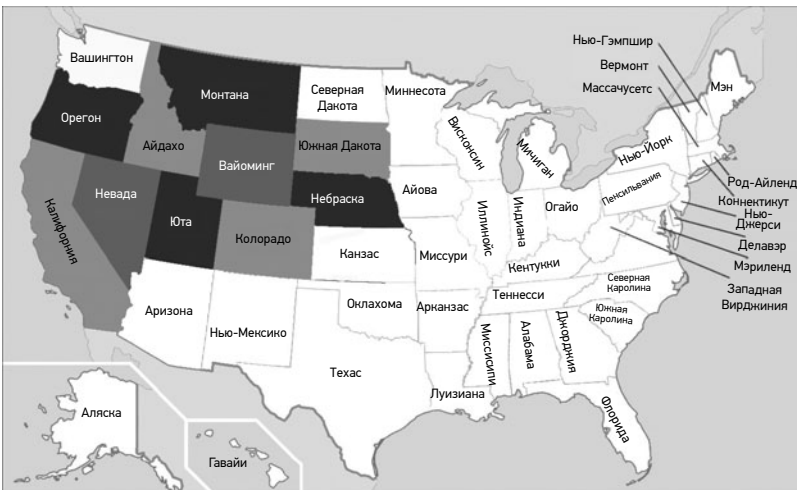 Вашингтон
Орегон
Айдахо
Монтана
Вайоминг
Невада
Калифорния
Юта
Колорадо
Аризона
Нью-Мексико
Северная
Дакота
Южная Дакота
Небраска
Канзас
Оклахома
Техас
Миннесота
Айова
Миссури
Арканзас
Луизиана
Висконсин
Иллинойс
Мичиган
Индиана
Огайо
Кентукки
Теннесси
Миссисипи
Алабама
Джорджия
Флорида
Северная
Каролина
Южная
Каролина
Пенсильвания
Нью-Йорк
Нью-Гэмпшир
Вермонт
Массачусетс
Мэн
Род-Айленд
Коннектикут
Нью-
Джерси
Делавэр
Мэриленд
Западная
Вирджиния
Аляска
Гавайи